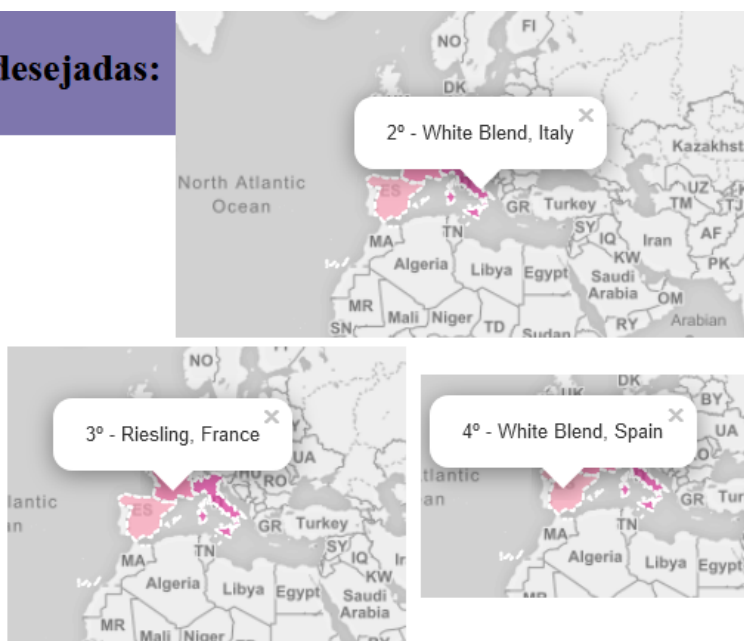 desejadas:
NO
FI
DK
2º - White Blend, Italy
×
Kazakhst
North Atlantic
Ocean
ES
GR
Turkey
UZ
TM
TJ
MA
TN
SY
IQ
Iran
AF
KW
PK
Algeria
Libya
Egypt
Saudi
Arabia
OM
MR
Mali
Niger
TD
Sudan
RY
Arabian
SN
NO
3º - Riesling, France
×
UA
HU
RO
lantic
an
ES
GR
Turkey
MA
TN
SY
IQ
Ir
KW
Algeria
Libya
Egypt
Saudi
Arabia
MR
Mali
Niger
UK
DK
BY
4º - White Blend, Spain
×
UA
tlantic
an
GR
Tur
MA
TN
Algeria
Libya
Egypt
MR